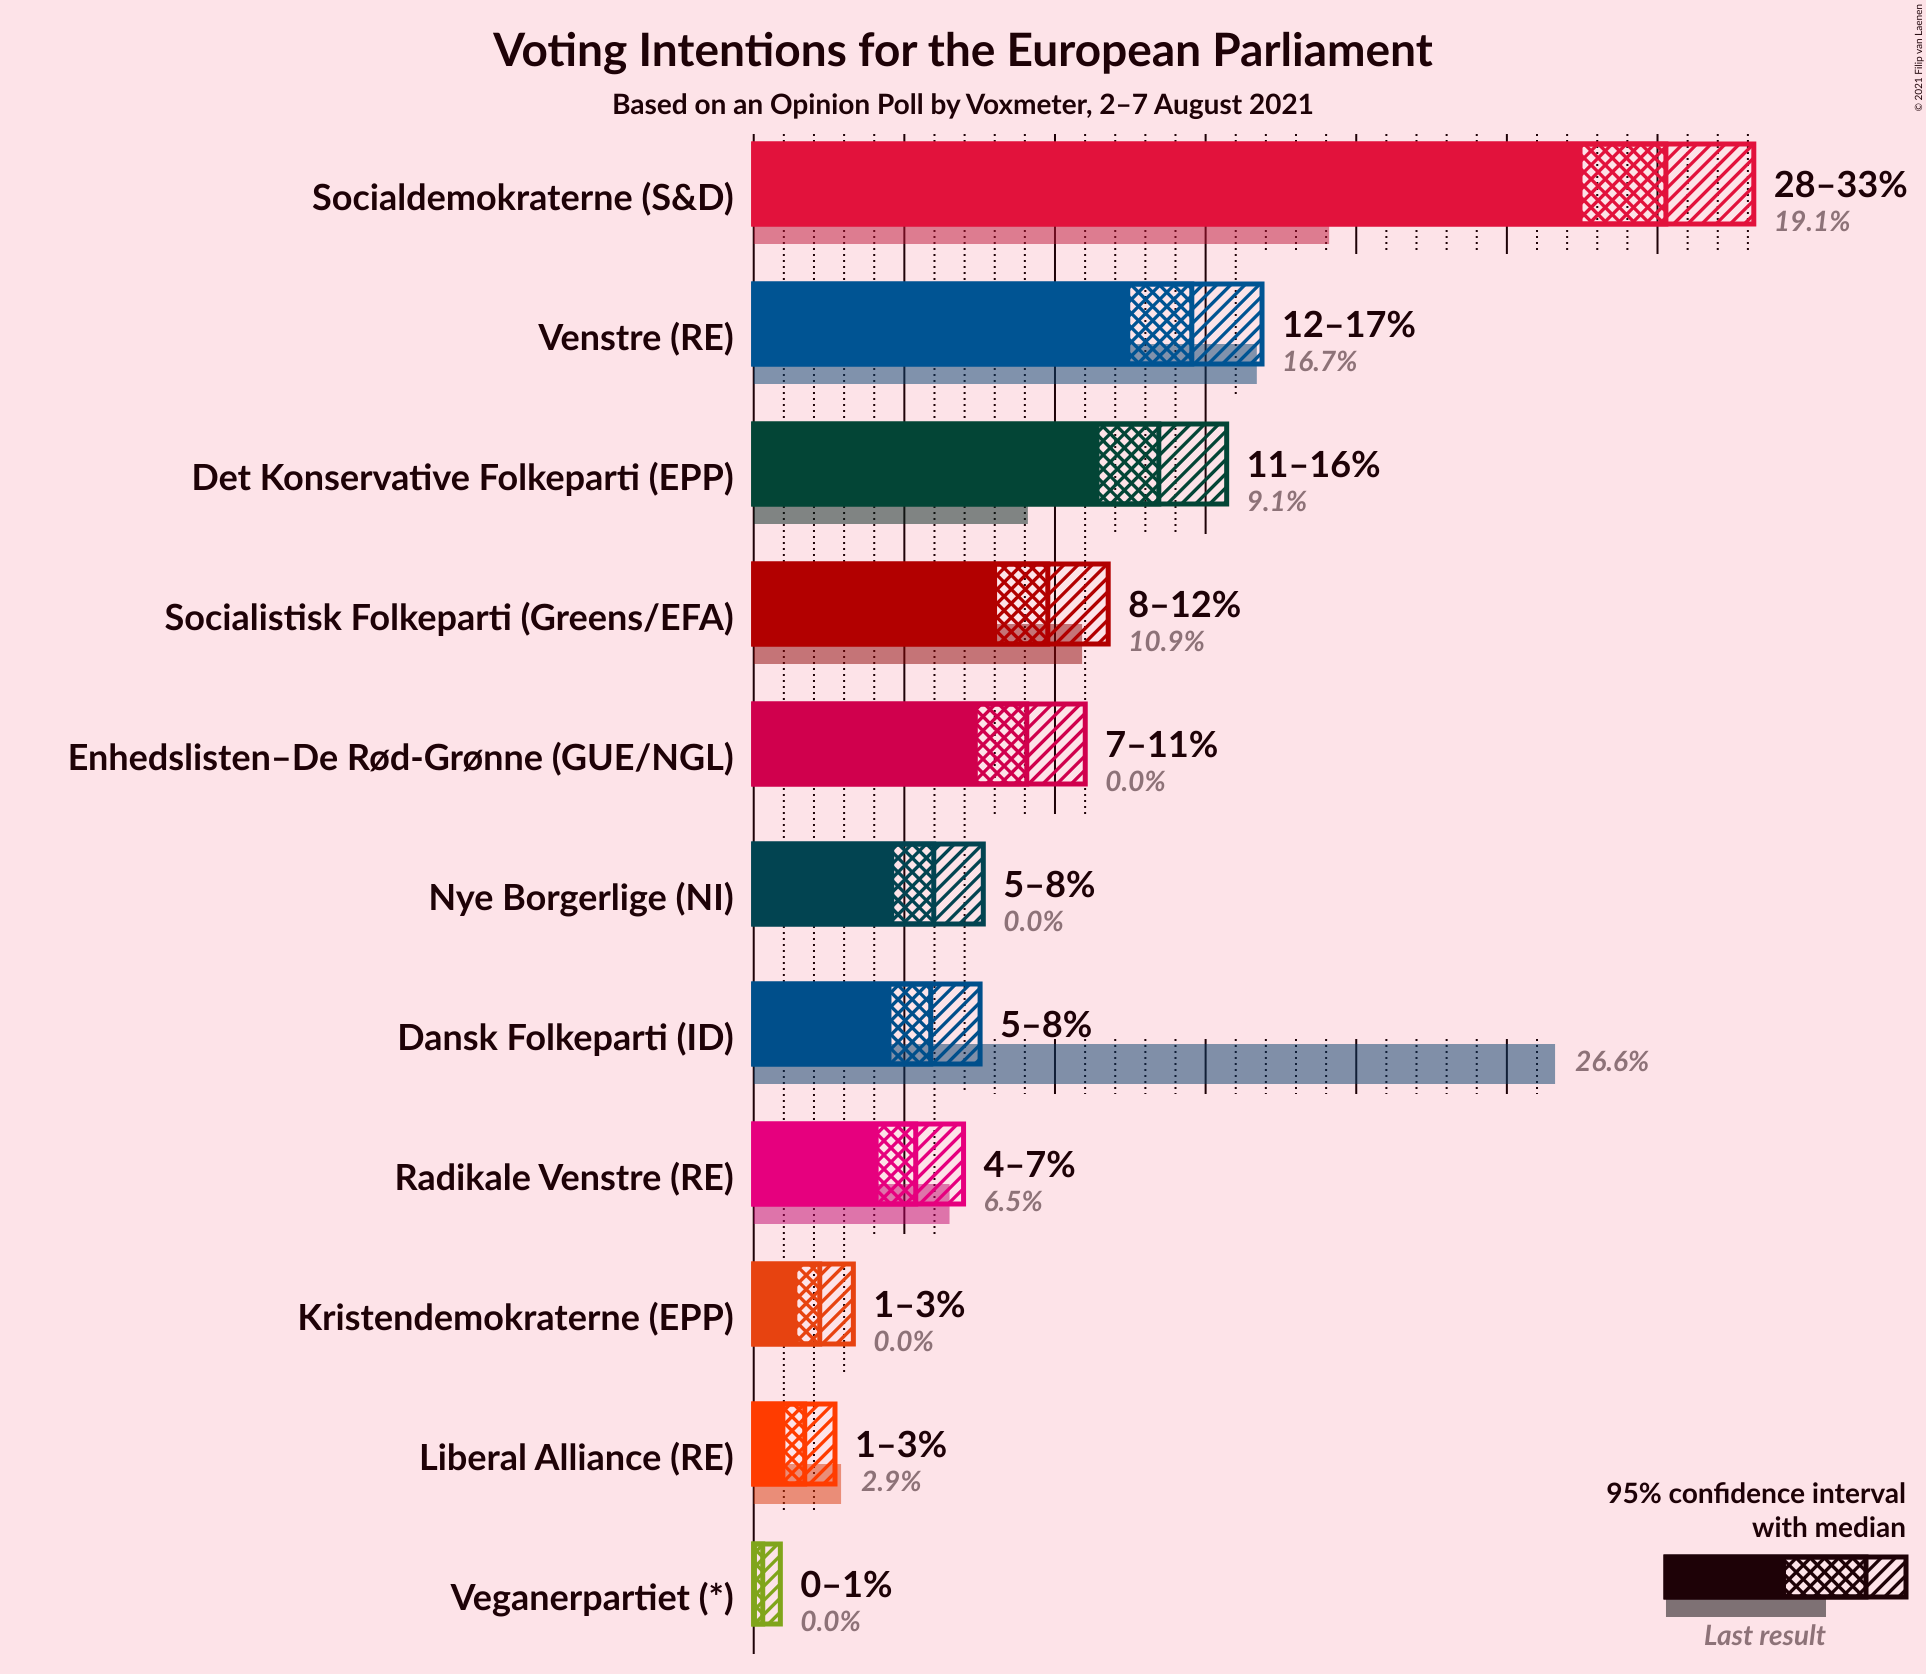 Voting Intentions for the European Parliament
Based on an Opinion Poll by Voxmeter, 2–7 August 2021
© 2021 Filip van Laenen
Socialdemokraterne (S&D)
28–33%
19.1%
Venstre (RE)
12–17%
16.7%
Det Konservative Folkeparti (EPP)
11–16%
9.1%
Socialistisk Folkeparti (Greens/EFA)
8–12%
10.9%
Enhedslisten–De Rød-Grønne (GUE/NGL)
7–11%
0.0%
Nye Borgerlige (NI)
5–8%
0.0%
Dansk Folkeparti (ID)
5–8%
26.6%
Radikale Venstre (RE)
4–7%
6.5%
Kristendemokraterne (EPP)
1–3%
0.0%
Liberal Alliance (RE)
1–3%
2.9%
Veganerpartiet (*)
0–1%
0.0%
95% confidence interval
with median
Last result